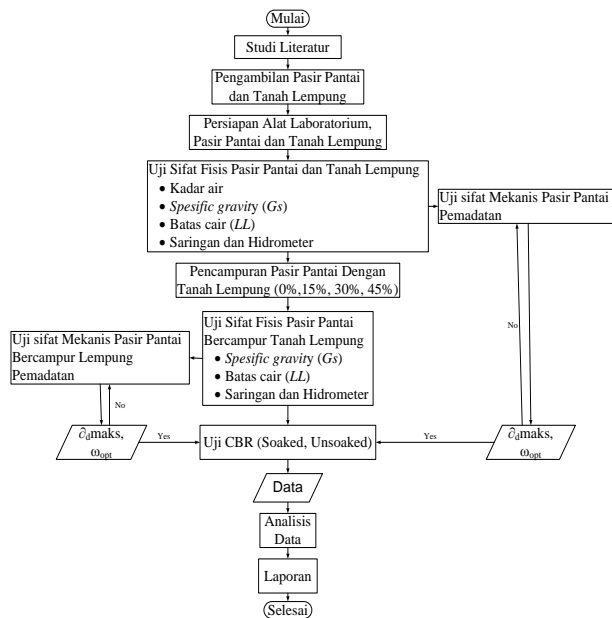 Mulai
Studi Literatur
Pengambilan Pasir Pantai
dan Tanah Lempung
Persiapan Alat Laboratorium,
Pasir Pantai dan Tanah Lempung
Uji Sifat Fisis Pasir Pantai dan Tanah Lempung
• Kadar air
• Spesific gravity (Gs)
• Batas cair (LL)
• Saringan dan Hidrometer
Uji sifat Mekanis Pasir Pantai
Pemadatan
Pencampuran Pasir Pantai Dengan
Tanah Lempung (0%,15%, 30%, 45%)
Uji Sifat Fisis Pasir Pantai
Bercampur Tanah Lempung
• Spesific gravity (Gs)
• Batas cair (LL)
• Saringan dan Hidrometer
Uji sifat Mekanis Pasir Pantai
Bercampur Lempung
Pemadatan
No
No
∂dmaks,
ωopt
Yes
Uji CBR (Soaked, Unsoaked)
Yes
∂dmaks,
ωopt
Data
Analisis
Data
Laporan
Selesai